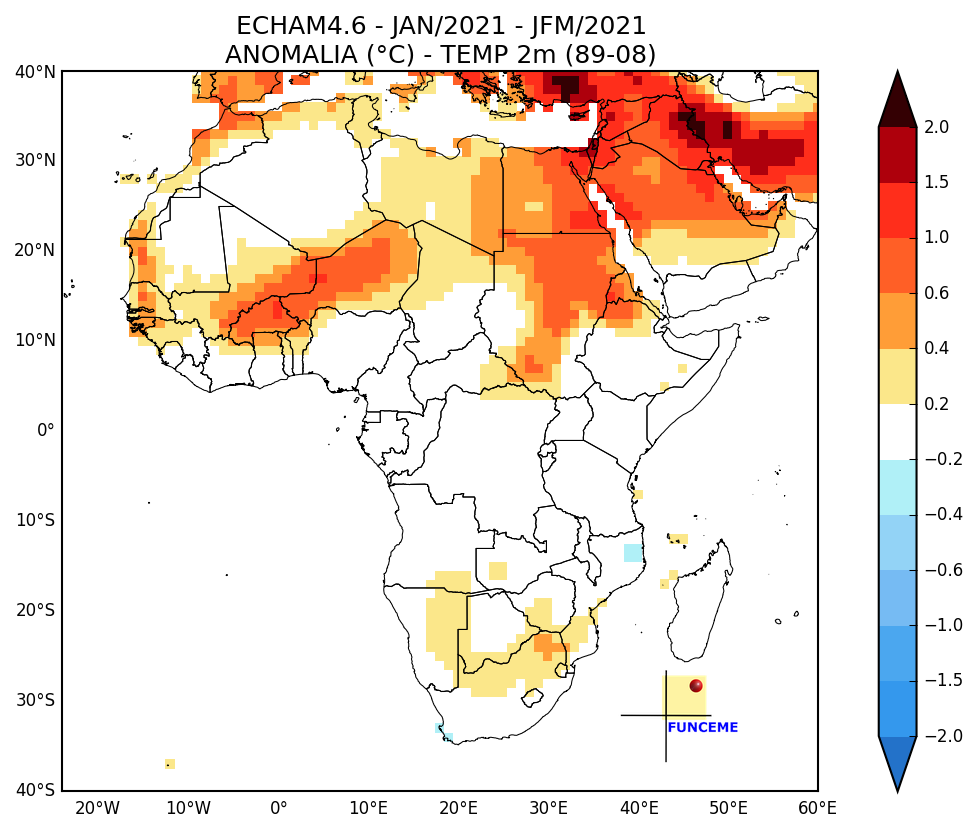 ECHAM4.6 - JAN/2021 - JFM/2021
ANOMALIA (°C) - TEMP 2m (89-08)
40°N
30°N
20°N
10°N
0°
10°S
20°S
30°S
40°S
20°W 10°W 0° 10°E 20°E 30°E 40°E 50°E 60°E
2.0
1.5
1.0
0.6
0.4
0.2
−0.2
−0.4
−0.6
−1.0
−1.5
−2.0
FUNCEME